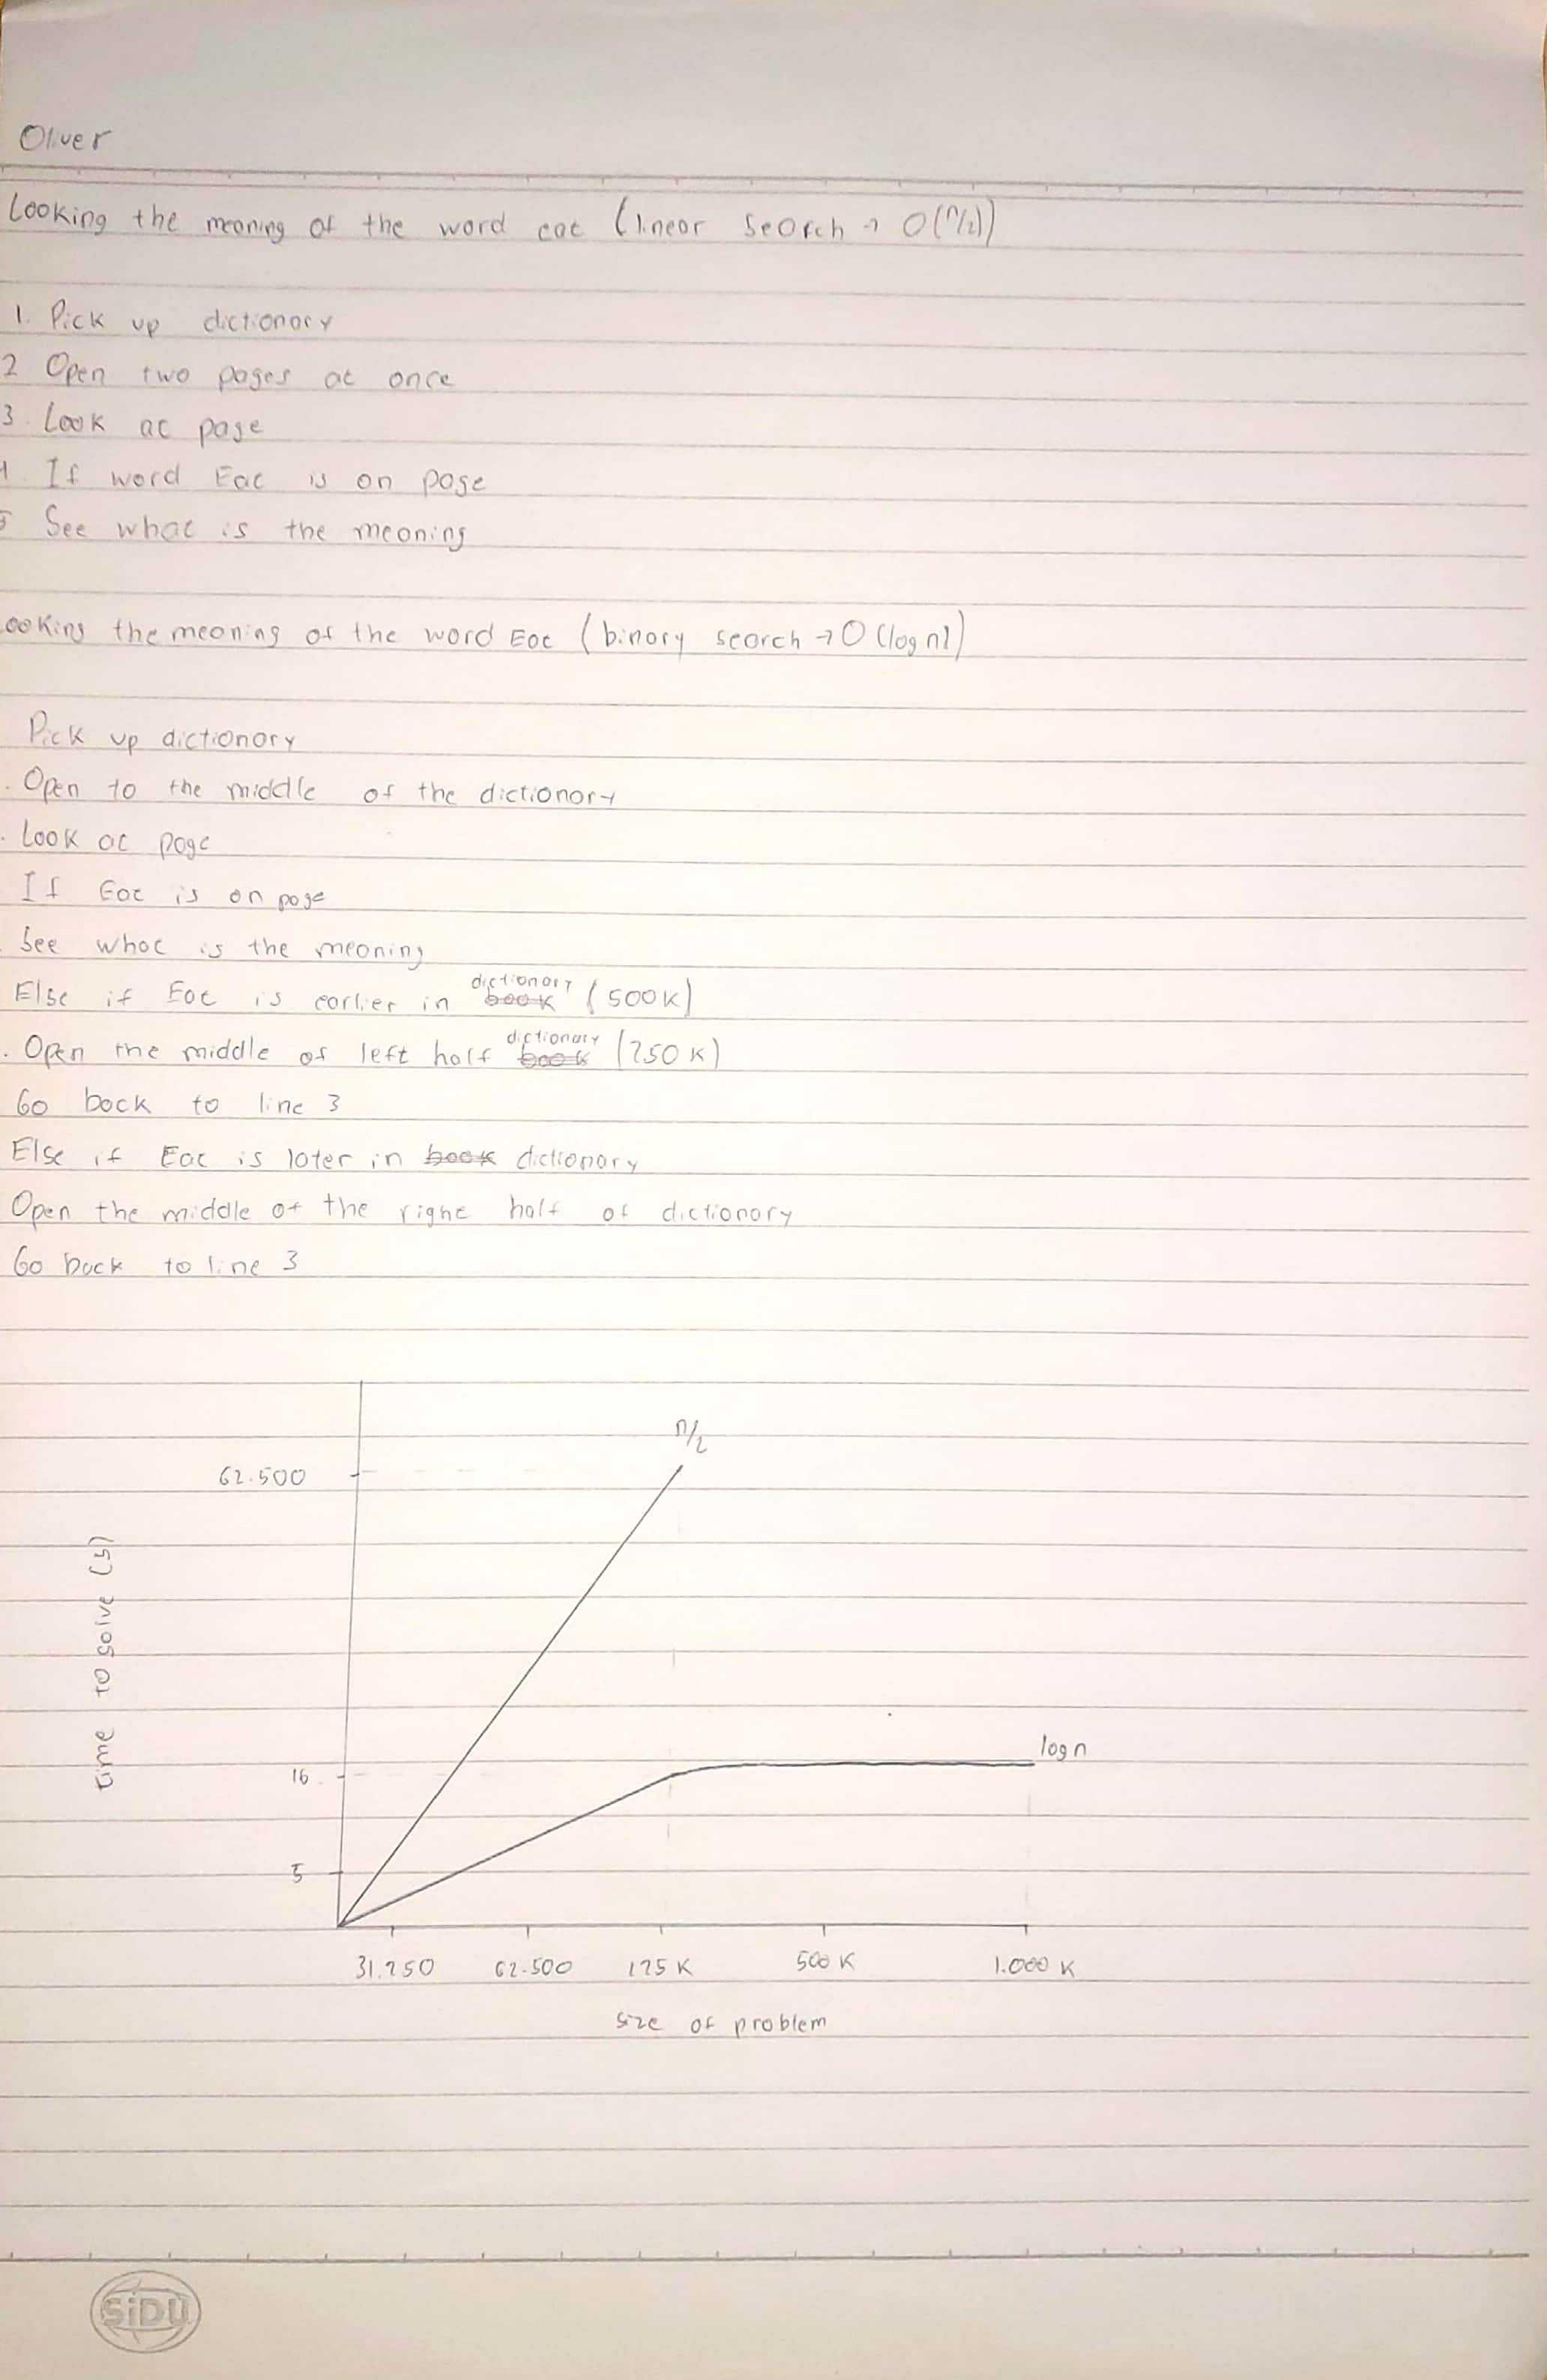 Oliver
Looking the meaning of the word eat (linear search → O(n/2))
1. Pick up dictionary
2 Open two pages at once
3. Look at page
4. If word Eat is on page
5 See what is the meaning
ooking the meaning of the word Eat (binary search → O(log n))
Pick up dictionary
. Open to the middle of the dictionary
. Look at page
If Eat is on page
. See what is the meaning
Else if Eat is earlier in book dictionary (500K)
. Open the middle of left half book dictionary (250 K)
Go back to line 3
Else if Eat is later in book dictionary
Open the middle of the right half of dictionary
Go back to line 3
n/2
62.500
time to solve (s)
log n
16
5
31.250 62.500 125 K 500 K 1.000 K
size of problem
SiDU